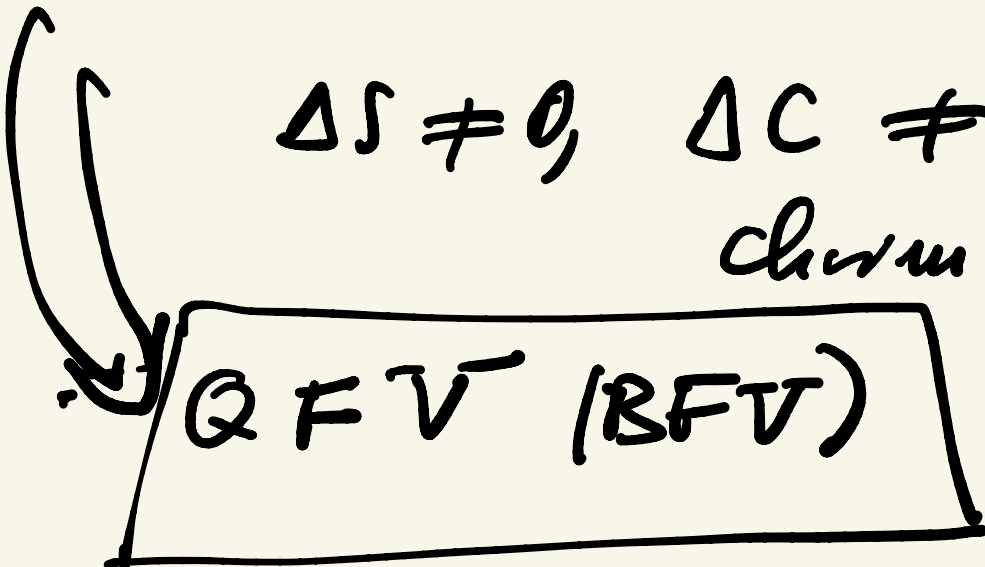 ΔS ≠ 0, ΔC ≠
Charm
QFV (BFV)